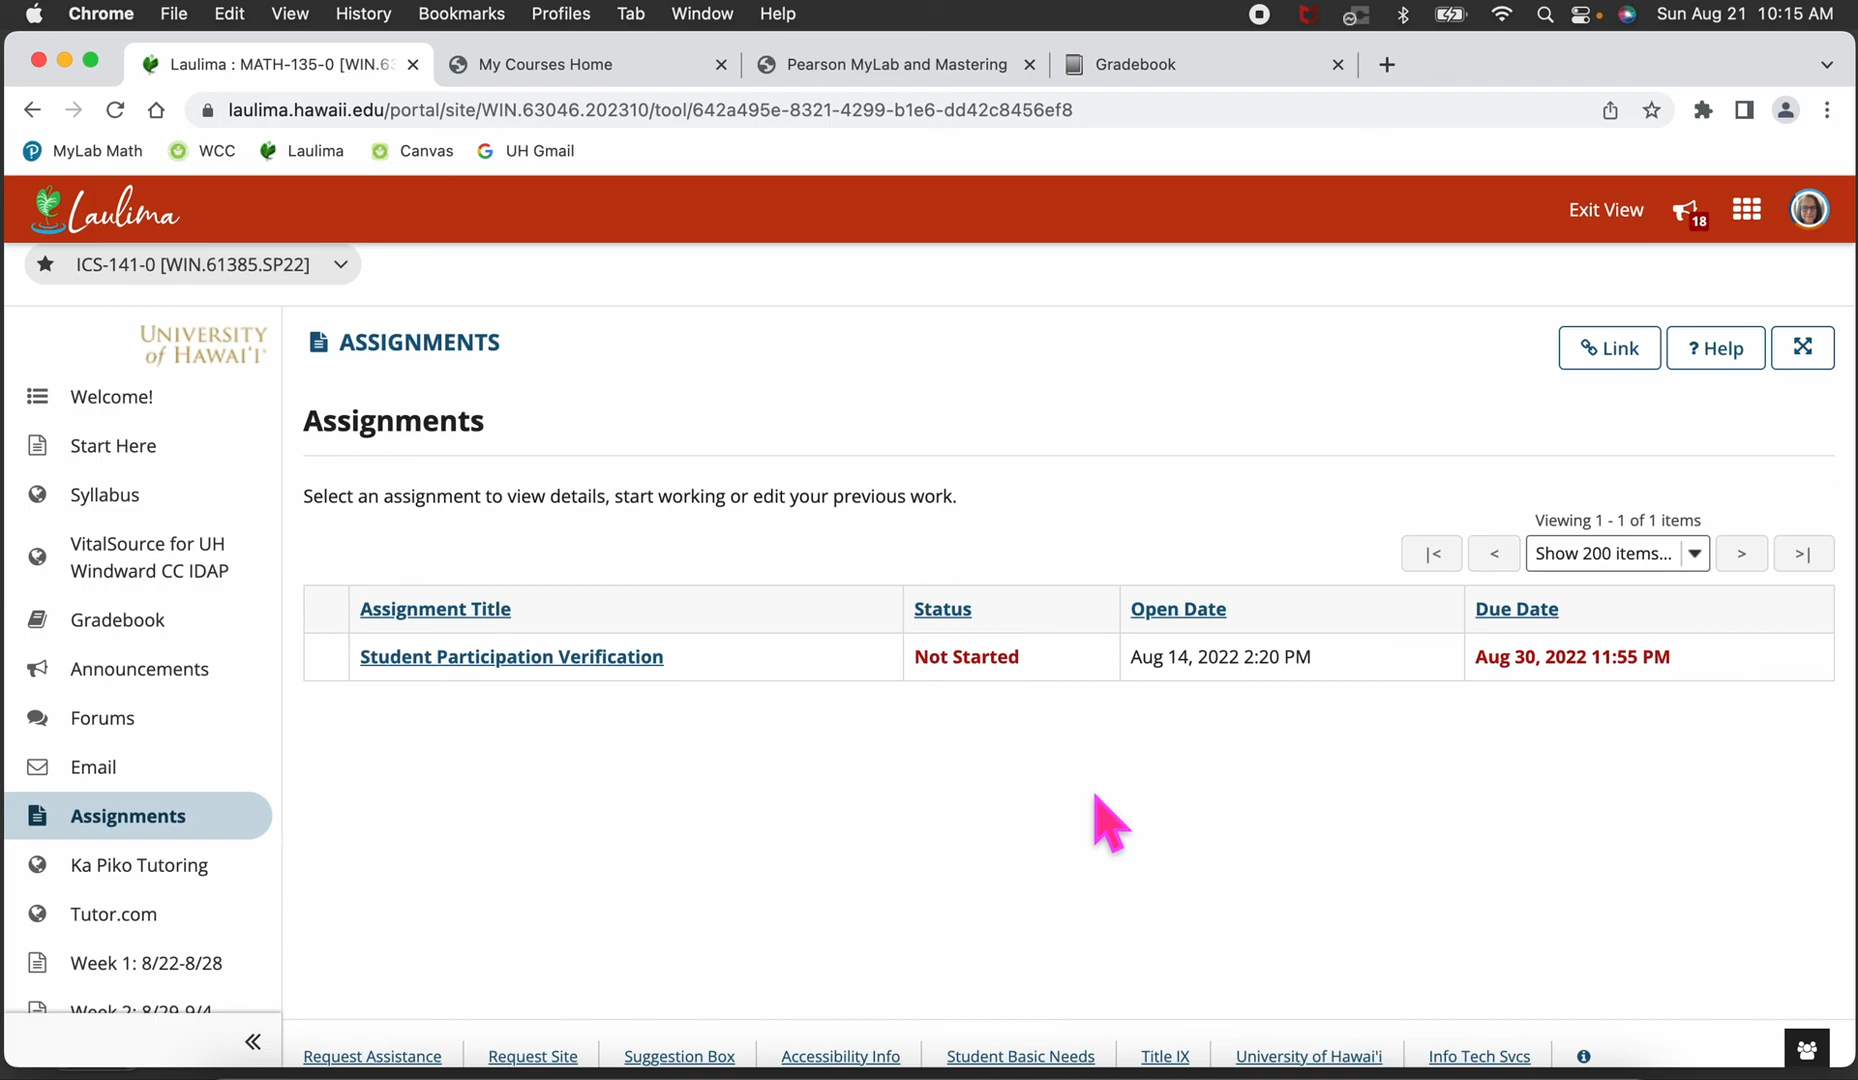 Chrome File Edit View History Bookmarks Profiles Tab Window Help Sun Aug 21 10:15 AM
Laulima : MATH-135-0 [WIN.63 My Courses Home Pearson MyLab and Mastering Gradebook
laulima.hawaii.edu/portal/site/WIN.63046.202310/tool/642a495e-8321-4299-b1e6-dd42c8456ef8
MyLab Math WCC Laulima Canvas UH Gmail
Laulima Exit View 18
ICS-141-0 [WIN.61385.SP22]
UNIVERSITY
of HAWAI'I®
Welcome!
Start Here
Syllabus
VitalSource for UH
Windward CC IDAP
Gradebook
Announcements
Forums
Email
Assignments
Ka Piko Tutoring
Tutor.com
Week 1: 8/22-8/28
Week 2: 8/29-9/4
ASSIGNMENTS
Link ? Help
Assignments
Select an assignment to view details, start working or edit your previous work.
Viewing 1 - 1 of 1 items
|< < Show 200 items... > >|
Assignment Title Status Open Date Due Date
Student Participation Verification Not Started Aug 14, 2022 2:20 PM Aug 30, 2022 11:55 PM
Request Assistance Request Site Suggestion Box Accessibility Info Student Basic Needs Title IX University of Hawai'i Info Tech Svcs